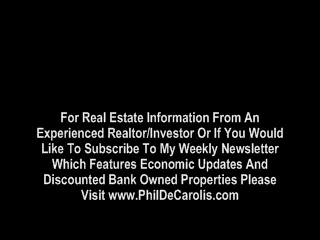 For Real Estate Information From An
Experienced Realtor/Investor Or If You Would
Like To Subscribe To My Weekly Newsletter
Which Features Economic Updates And
Discounted Bank Owned Properties Please
Visit www.PhilDeCarolis.com